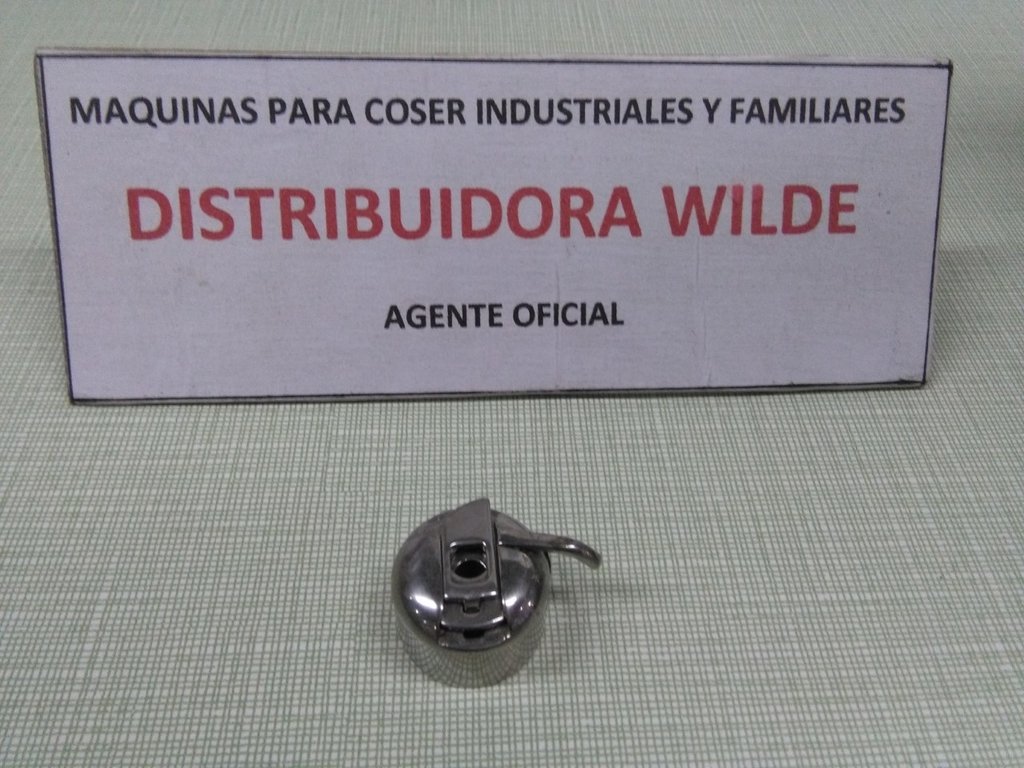 MAQUINAS PARA COSER INDUSTRIALES Y FAMILIARES
DISTRIBUIDORA WILDE
AGENTE OFICIAL